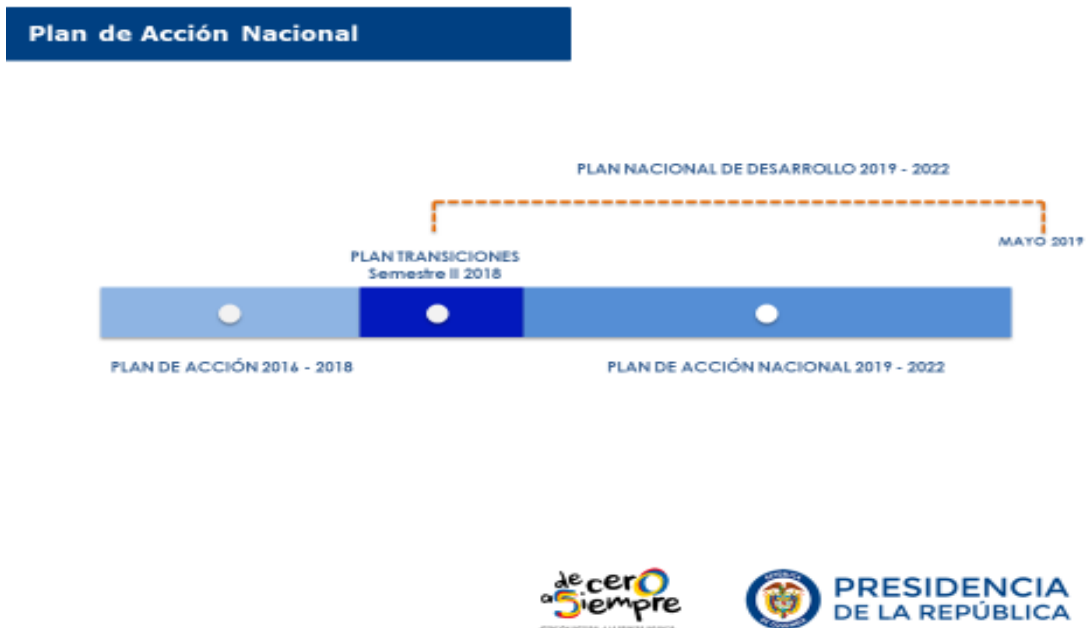 Plan de Acción Nacional
PLAN NACIONAL DE DESARROLLO 2019 - 2022
MAYO 2019
PLAN TRANSICIONES
Semestre II 2018
PLAN DE ACCIÓN 2016 - 2018
PLAN DE ACCIÓN NACIONAL 2019 - 2022
de cero
a5iempre
PRESIDENCIA
DE LA REPÚBLICA